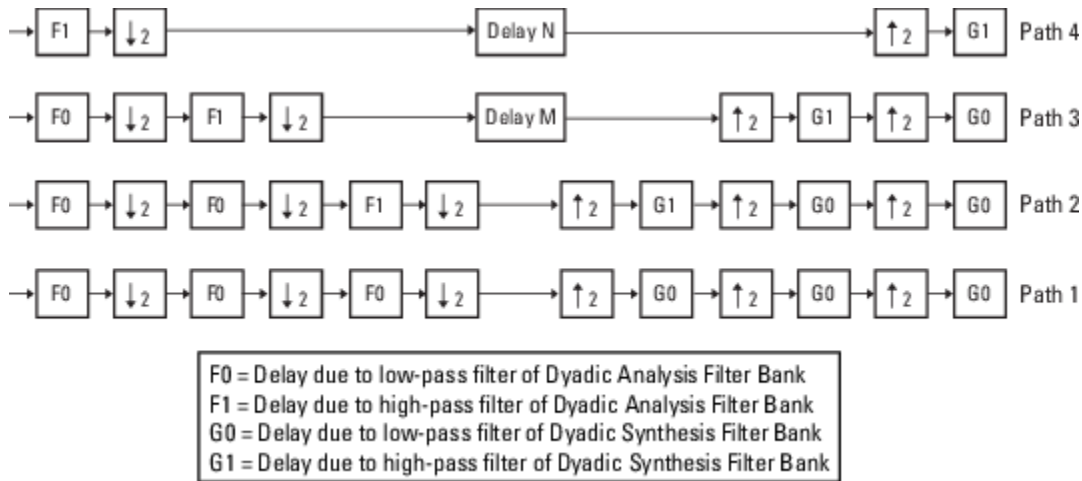 F1 ↓2 Delay N ↑2 G1 Path 4
F0 ↓2 F1 ↓2 Delay M ↑2 G1 ↑2 G0 Path 3
F0 ↓2 F0 ↓2 F1 ↓2 ↑2 G1 ↑2 G0 ↑2 G0 Path 2
F0 ↓2 F0 ↓2 F0 ↓2 ↑2 G0 ↑2 G0 ↑2 G0 Path 1
F0 = Delay due to low-pass filter of Dyadic Analysis Filter Bank
F1 = Delay due to high-pass filter of Dyadic Analysis Filter Bank
G0 = Delay due to low-pass filter of Dyadic Synthesis Filter Bank
G1 = Delay due to high-pass filter of Dyadic Synthesis Filter Bank